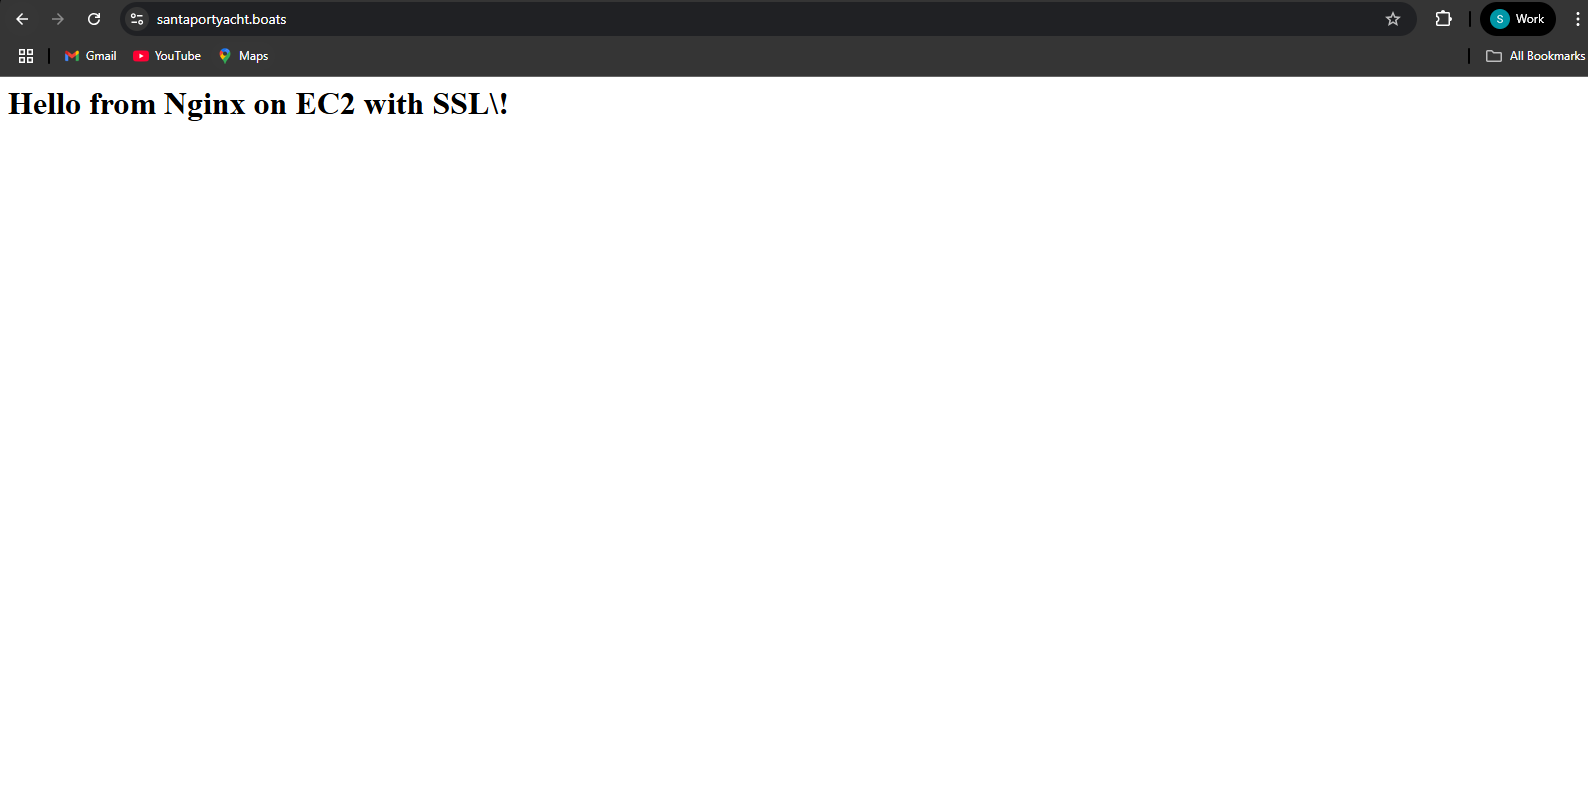 santaportyacht.boats
S Work
Gmail YouTube Maps All Bookmarks
Hello from Nginx on EC2 with SSL\!